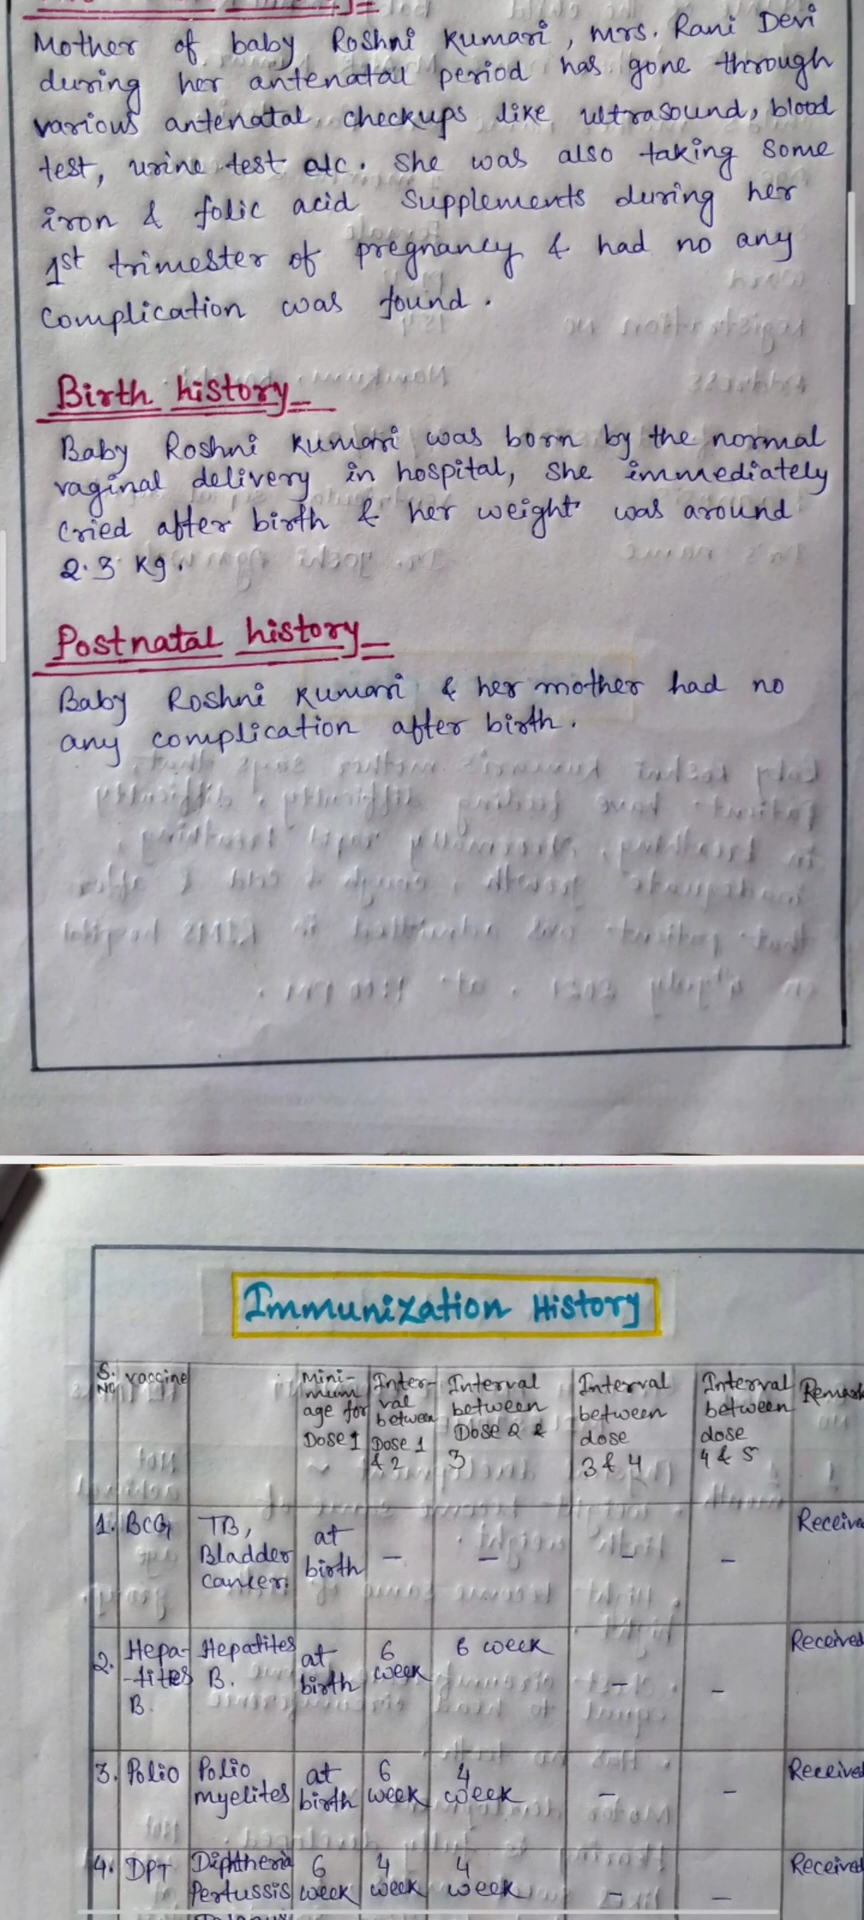 Mother of baby Roshni Kumari, Mrs. Rani Devi
during her antenatal period has gone through
various antenatal checkups like ultrasound, blood
test, urine test etc. She was also taking some
iron & folic acid supplements during her
1st trimester of pregnancy & had no any
complication was found.
Birth history
Baby Roshni Kumari was born by the normal
vaginal delivery in hospital, she immediately
cried after birth & her weight was around
2.3 kg.
Postnatal history
Baby Roshni Kumari & her mother had no
any complication after birth.
Immunization History
S. No vaccine Minimum age for Dose 1 Inter-val between Dose 1 & 2 Interval between Dose 2 & 3 Interval between dose 3 & 4 Interval between dose 4 & 5 Remark
1. BCG TB, Bladder cancer at birth – – – – Receive
2. Hepa-tites B. Hepatites B. at birth 6 week 6 week – – Received
3. Polio Polio myelites at birth 6 week 4 week – – Received
4. DPT Diphtheria Pertussis 6 week 4 week 4 week – – Received